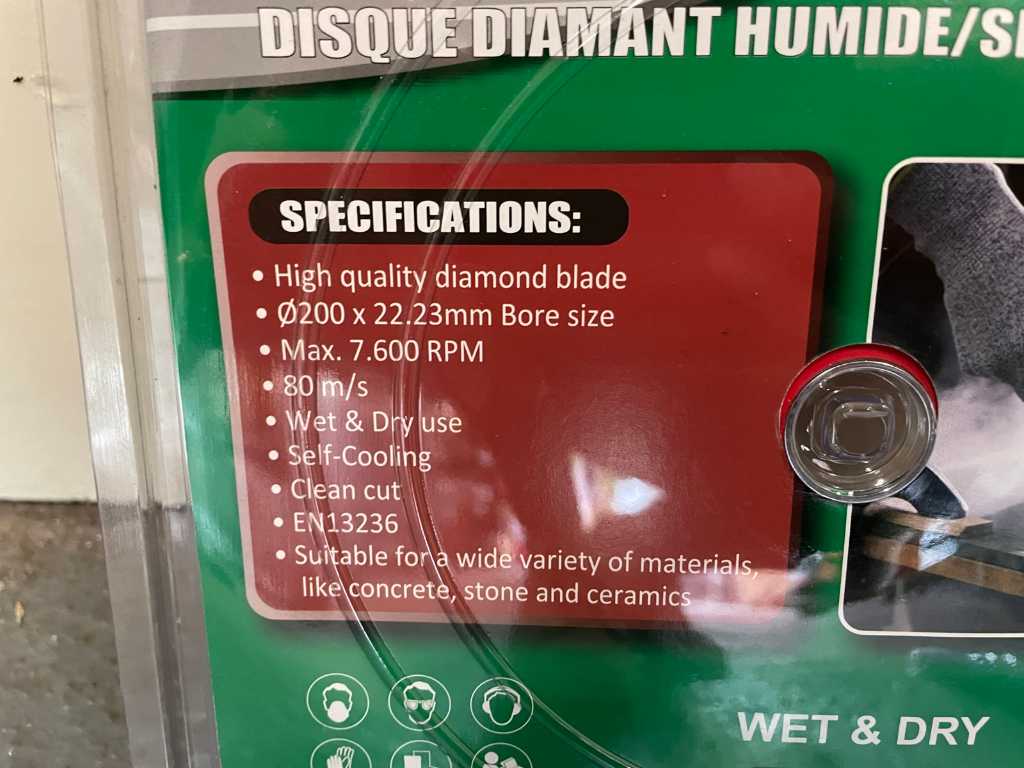 DISQUE DIAMANT HUMIDE/
SPECIFICATIONS:
• High quality diamond blade
• Ø200 x 22.23mm Bore size
• Max. 7.600 RPM
• 80 m/s
• Wet & Dry use
• Self-Cooling
• Clean cut
• EN13236
• Suitable for a wide variety of materials,
like concrete, stone and ceramics
WET & DRY